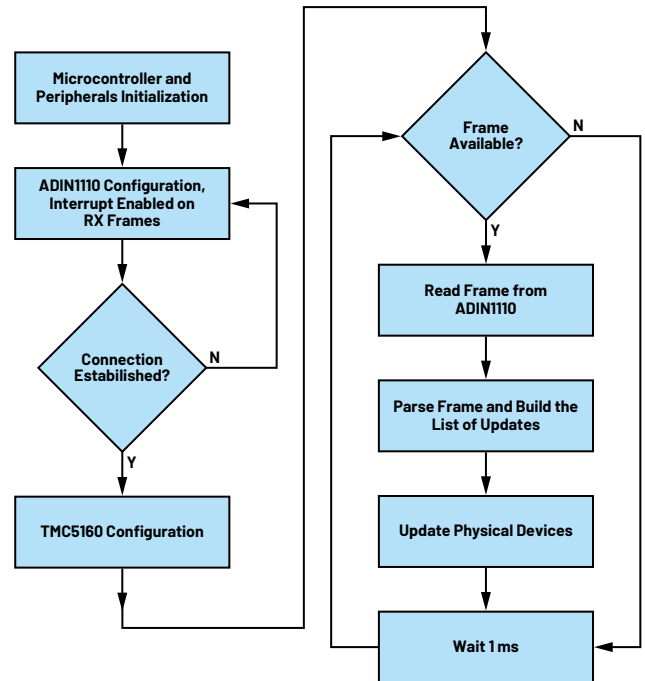 Microcontroller and
Peripherals Initialization
ADIN1110 Configuration,
Interrupt Enabled on
RX Frames
Connection
Estabilished?
N
Y
TMC5160 Configuration
Frame
Available?
N
Y
Read Frame from
ADIN1110
Parse Frame and Build the
List of Updates
Update Physical Devices
Wait 1 ms